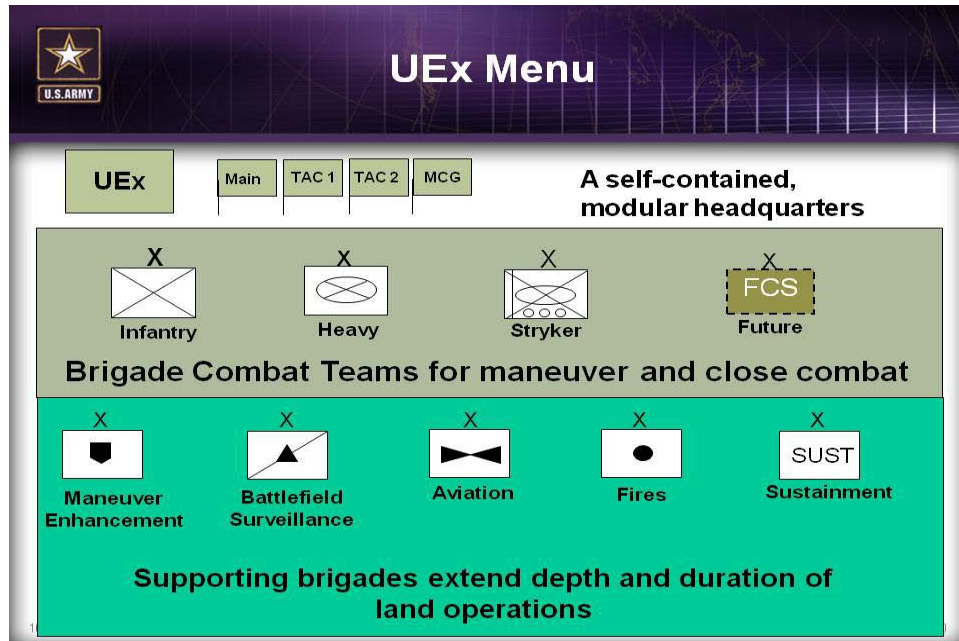 U.S.ARMY
UEx Menu
UEx
Main
TAC 1
TAC 2
MCG
A self-contained,
modular headquarters
X
X
X
X
FCS
Infantry
Heavy
Stryker
Future
Brigade Combat Teams for maneuver and close combat
X
X
X
X
X
SUST
Maneuver
Enhancement
Battlefield
Surveillance
Aviation
Fires
Sustainment
Supporting brigades extend depth and duration of
land operations